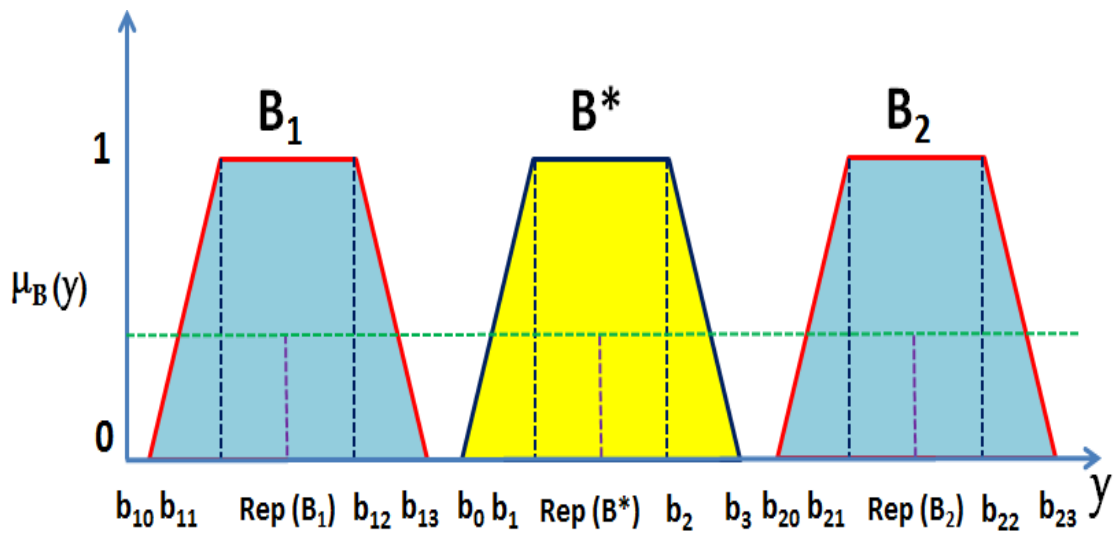 B₁ B* B₂
1
μ_B (y)
0
b₁₀ b₁₁ Rep (B₁) b₁₂ b₁₃ b₀ b₁ Rep (B*) b₂ b₃ b₂₀ b₂₁ Rep (B₂) b₂₂ b₂₃ y